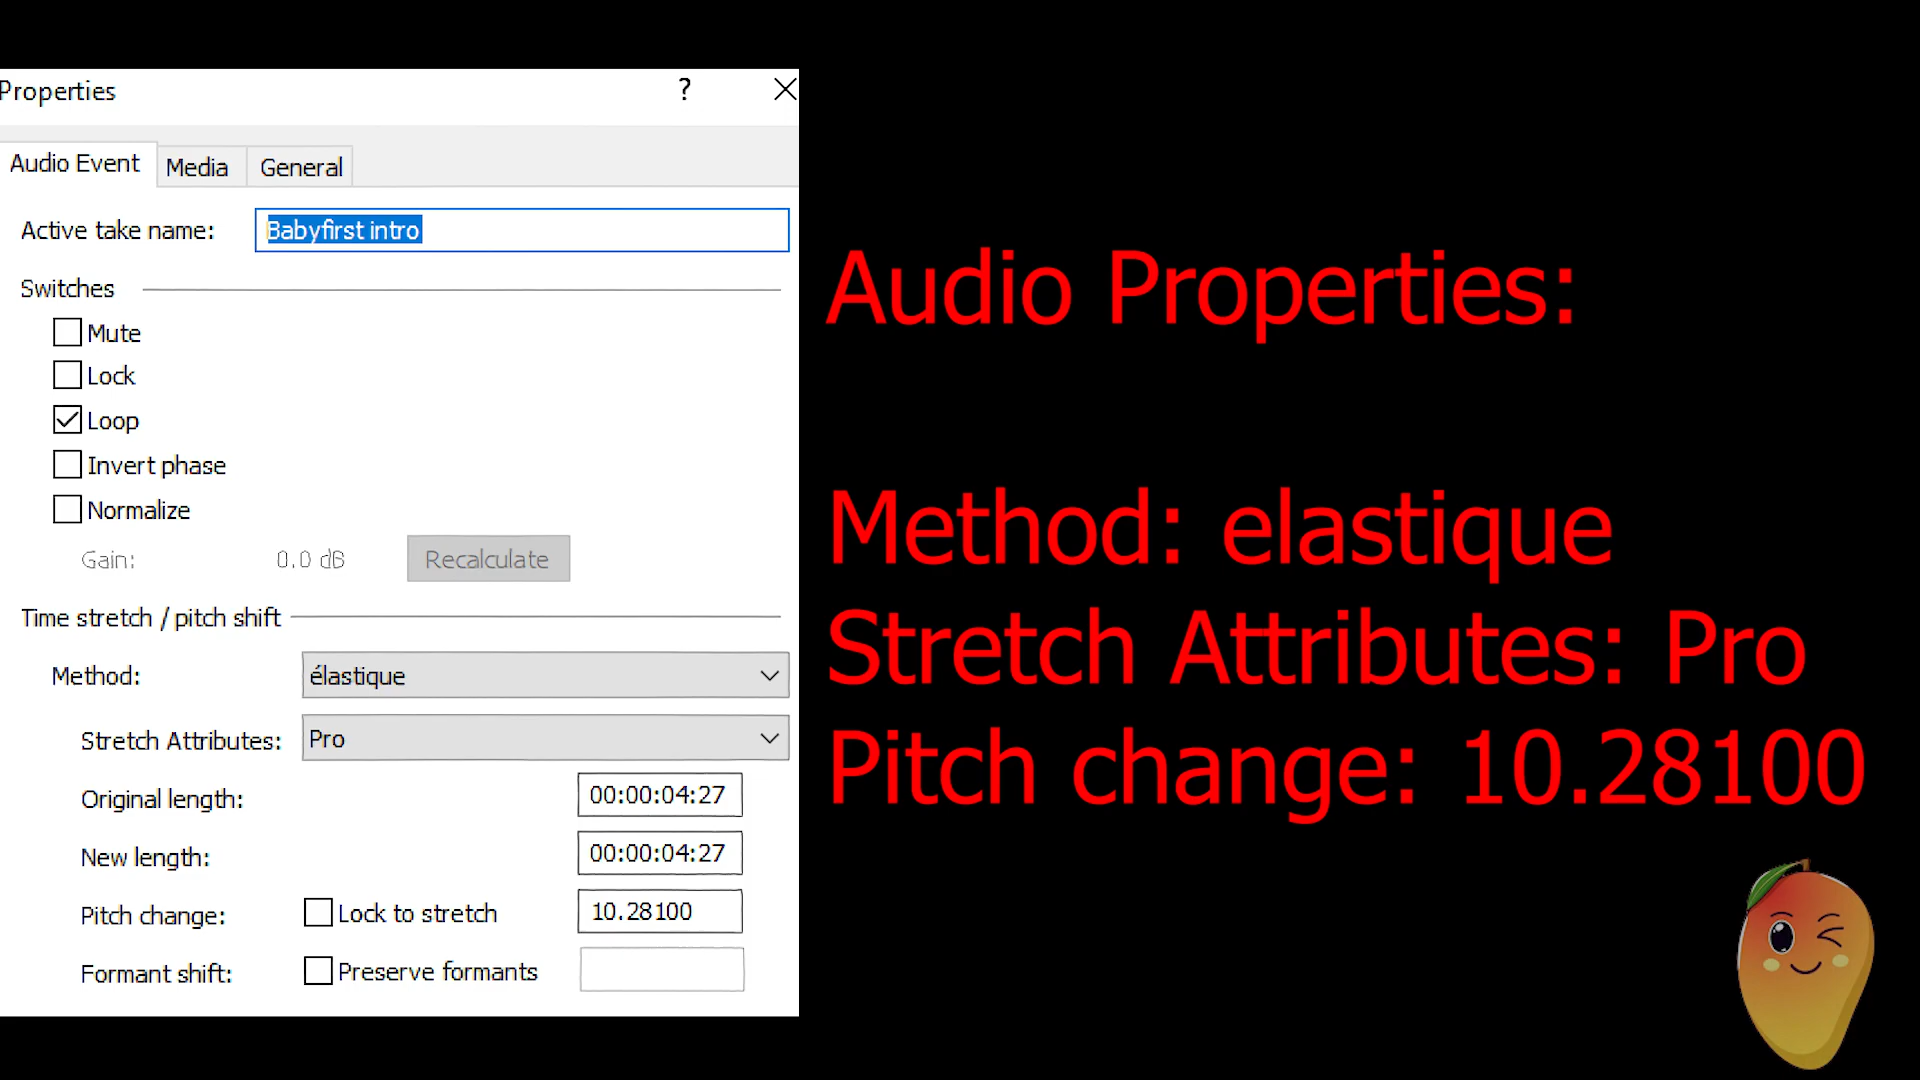 Properties
?
Audio Event
Media
General
Active take name:
Babyfirst intro
Switches
Mute
Lock
Loop
Invert phase
Normalize
Gain:
0.0 dB
Recalculate
Time stretch / pitch shift
Method:
élastique
Stretch Attributes:
Pro
Original length:
00:00:04:27
New length:
00:00:04:27
Pitch change:
Lock to stretch
10.28100
Formant shift:
Preserve formants
Audio Properties:
Method: elastique
Stretch Attributes: Pro
Pitch change: 10.28100